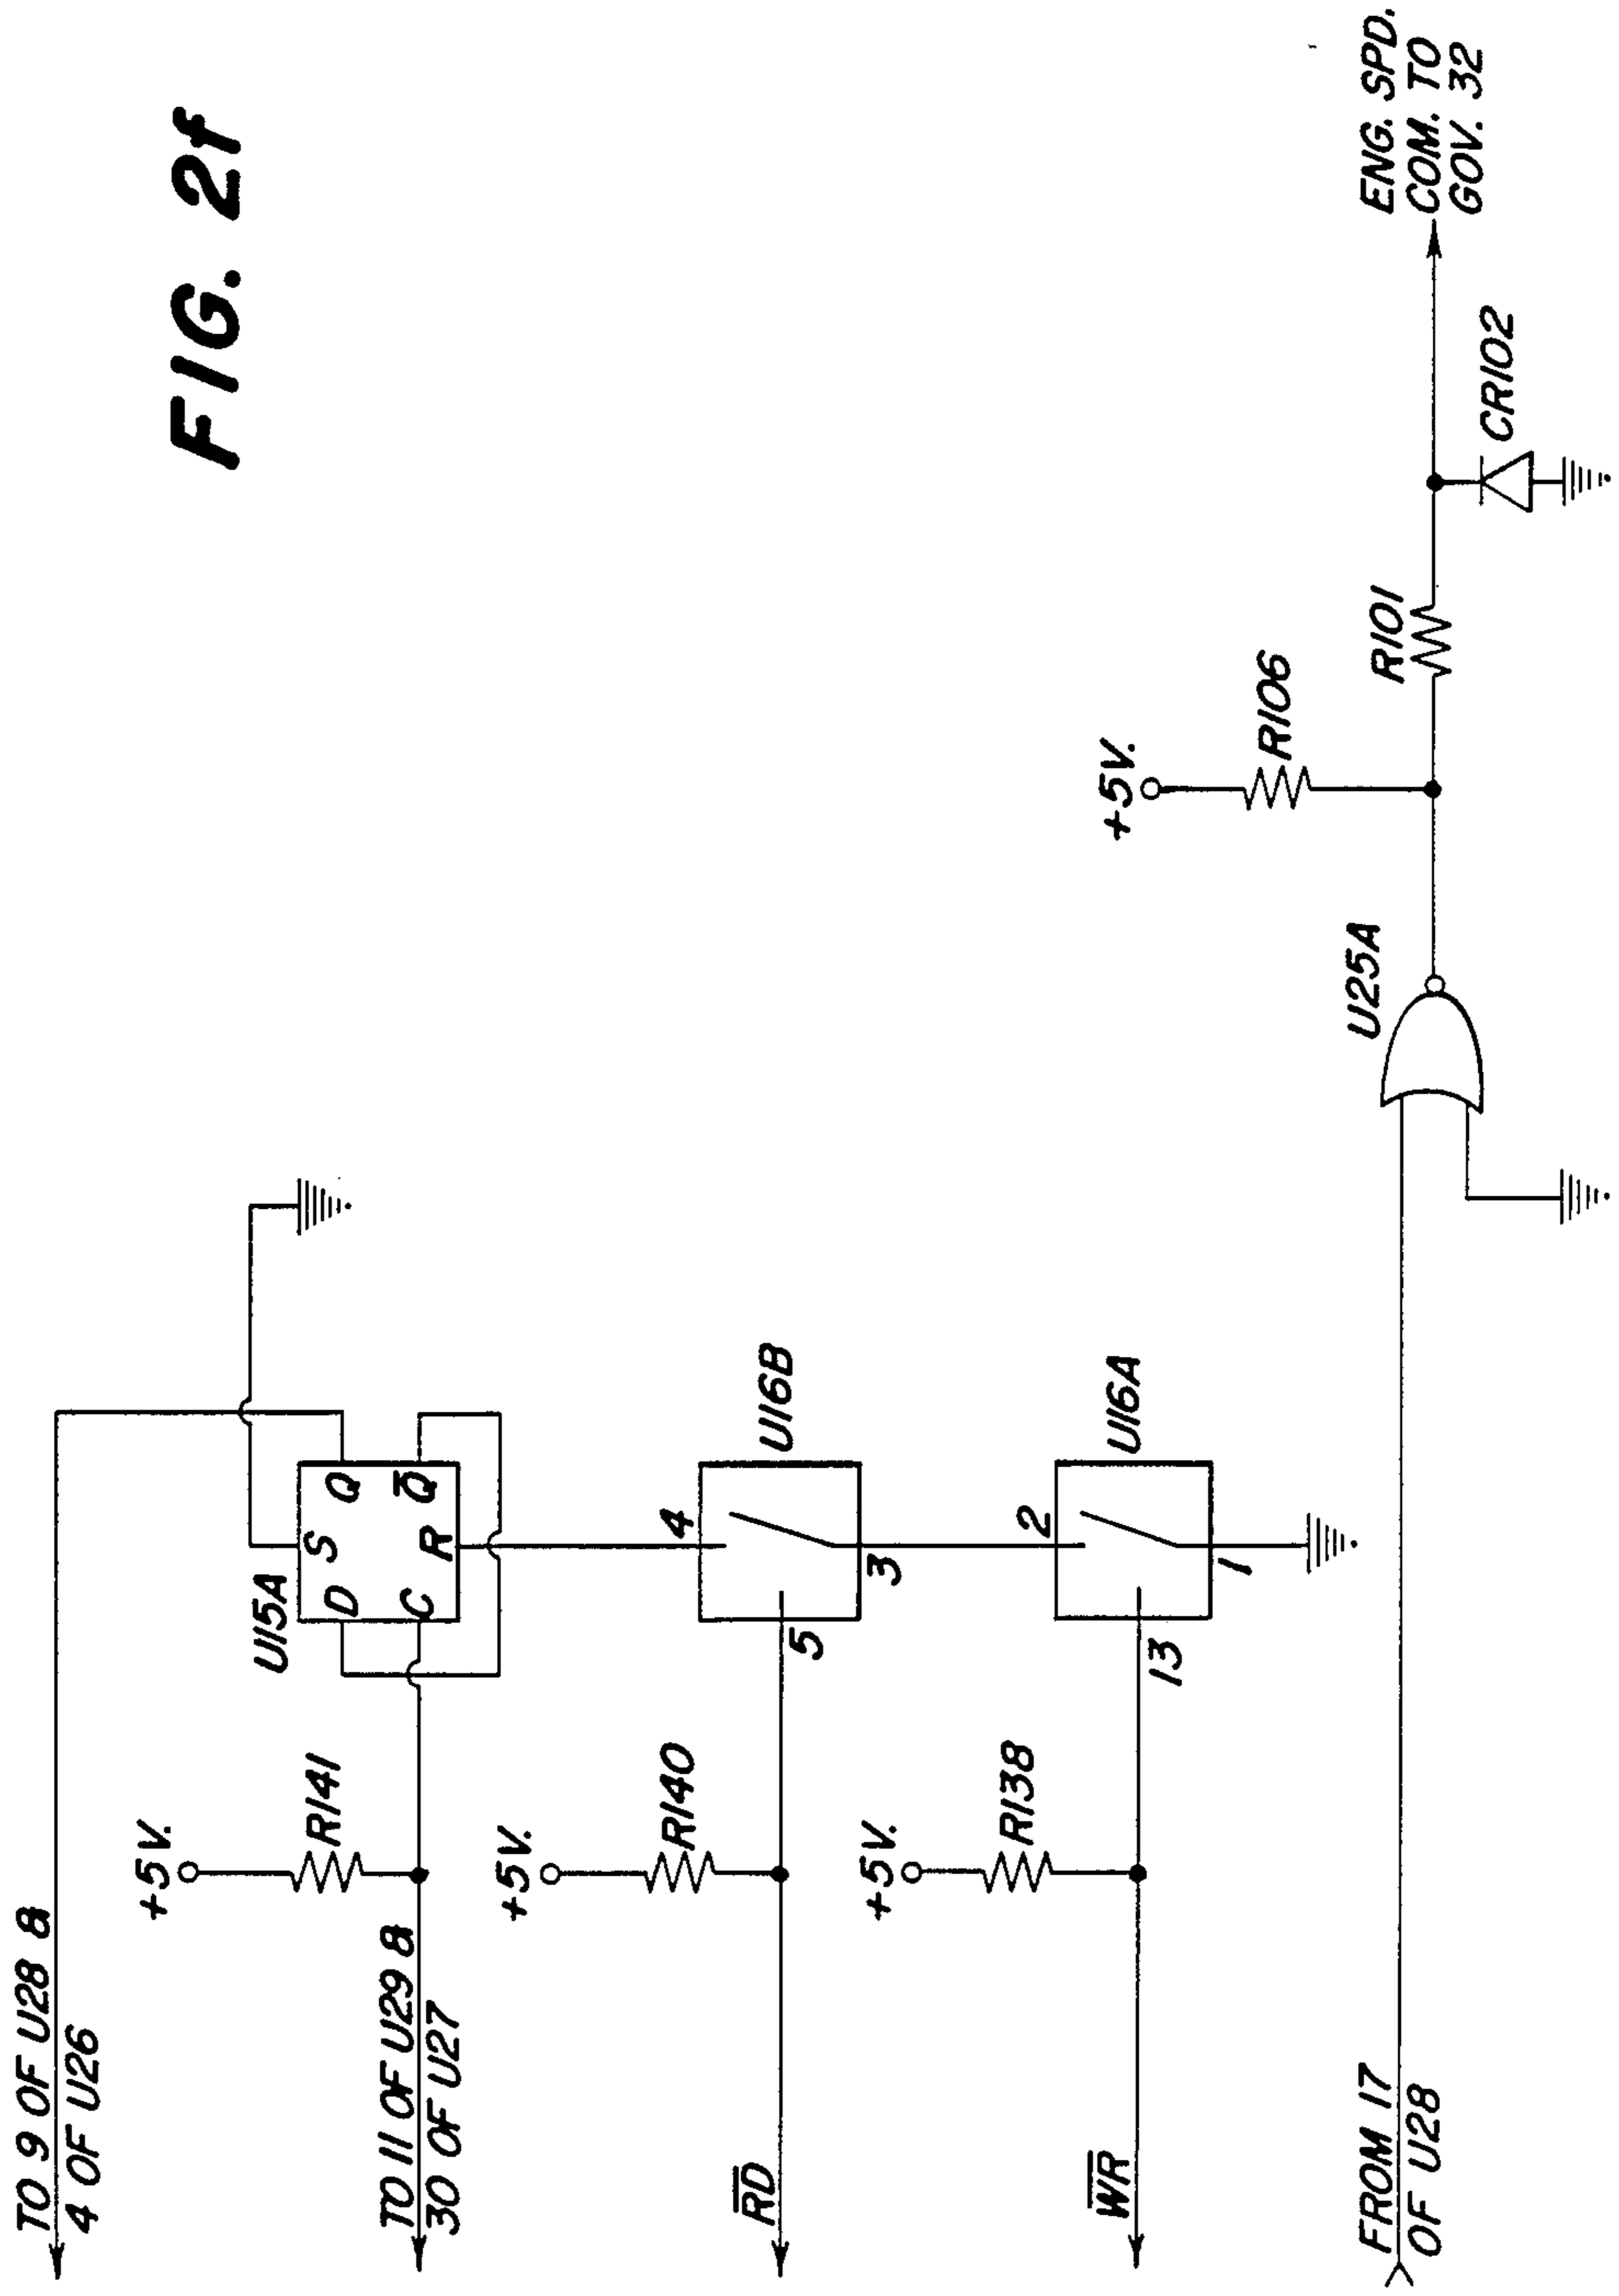 FIG. 2f
TO 9 OF U28 &
4 OF U26
+5V.
R141
U15A
S
D
Q
C
R
Q̅
TO 11 OF U29 &
30 OF U27
+5V.
R140
R̅D̅
5
4
3
U16B
+5V.
R138
W̅R̅
13
2
1
U16A
FROM 17
OF U28
U25A
+5V.
R106
R101
CR102
ENG. SPD.
COM. TO
GOV. 32